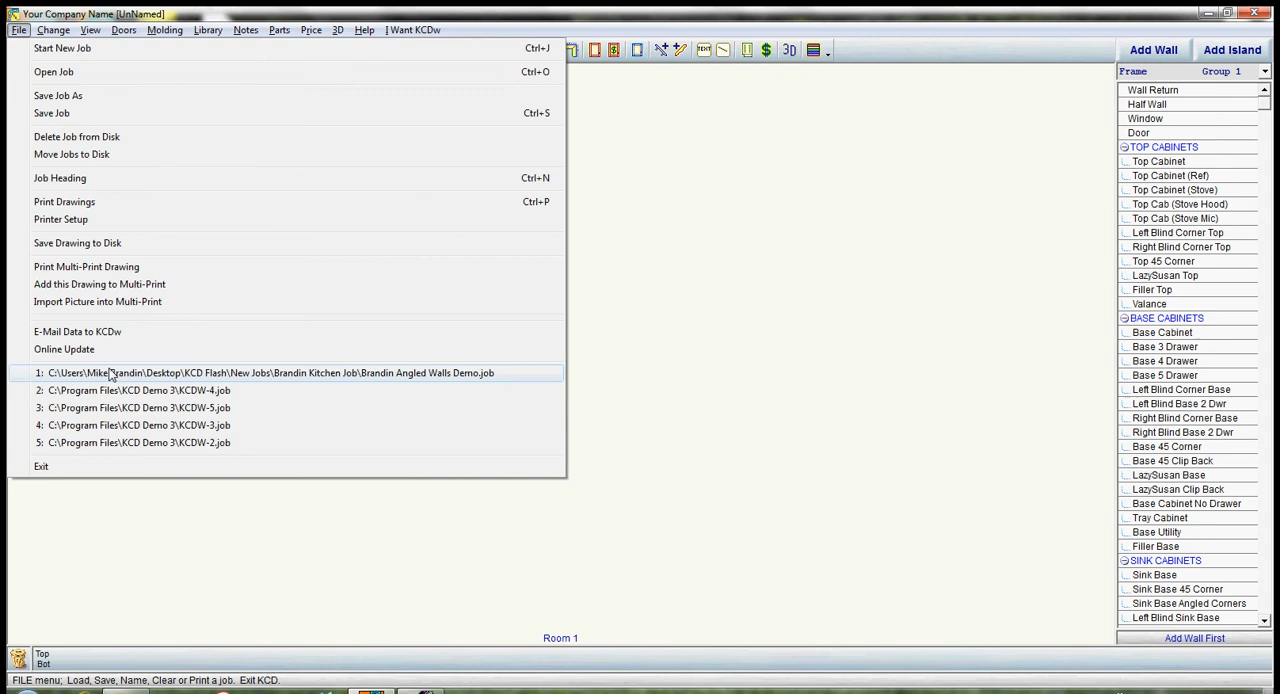 Your Company Name [UnNamed]
File Change View Doors Molding Library Notes Parts Price 3D Help I Want KCDw
Start New Job Ctrl+J
Open Job Ctrl+O
Save Job As
Save Job Ctrl+S
Delete Job from Disk
Move Jobs to Disk
Job Heading Ctrl+N
Print Drawings Ctrl+P
Printer Setup
Save Drawing to Disk
Print Multi-Print Drawing
Add this Drawing to Multi-Print
Import Picture into Multi-Print
E-Mail Data to KCDw
Online Update
1: C:\Users\Mike Brandin\Desktop\KCD Flash\New Jobs\Brandin Kitchen Job\Brandin Angled Walls Demo.job
2: C:\Program Files\KCD Demo 3\KCDW-4.job
3: C:\Program Files\KCD Demo 3\KCDW-5.job
4: C:\Program Files\KCD Demo 3\KCDW-3.job
5: C:\Program Files\KCD Demo 3\KCDW-2.job
Exit
TEXT $ 3D
Add Wall Add Island
Frame Group 1
Wall Return
Half Wall
Window
Door
TOP CABINETS
Top Cabinet
Top Cabinet (Ref)
Top Cabinet (Stove)
Top Cab (Stove Hood)
Top Cab (Stove Mic)
Left Blind Corner Top
Right Blind Corner Top
Top 45 Corner
LazySusan Top
Filler Top
Valance
BASE CABINETS
Base Cabinet
Base 3 Drawer
Base 4 Drawer
Base 5 Drawer
Left Blind Corner Base
Left Blind Base 2 Dwr
Right Blind Corner Base
Right Blind Base 2 Dwr
Base 45 Corner
Base 45 Clip Back
LazySusan Base
LazySusan Clip Back
Base Cabinet No Drawer
Tray Cabinet
Base Utility
Filler Base
SINK CABINETS
Sink Base
Sink Base 45 Corner
Sink Base Angled Corners
Left Blind Sink Base
Add Wall First
Room 1
Top
Bot
FILE menu; Load, Save, Name, Clear or Print a job. Exit KCD.